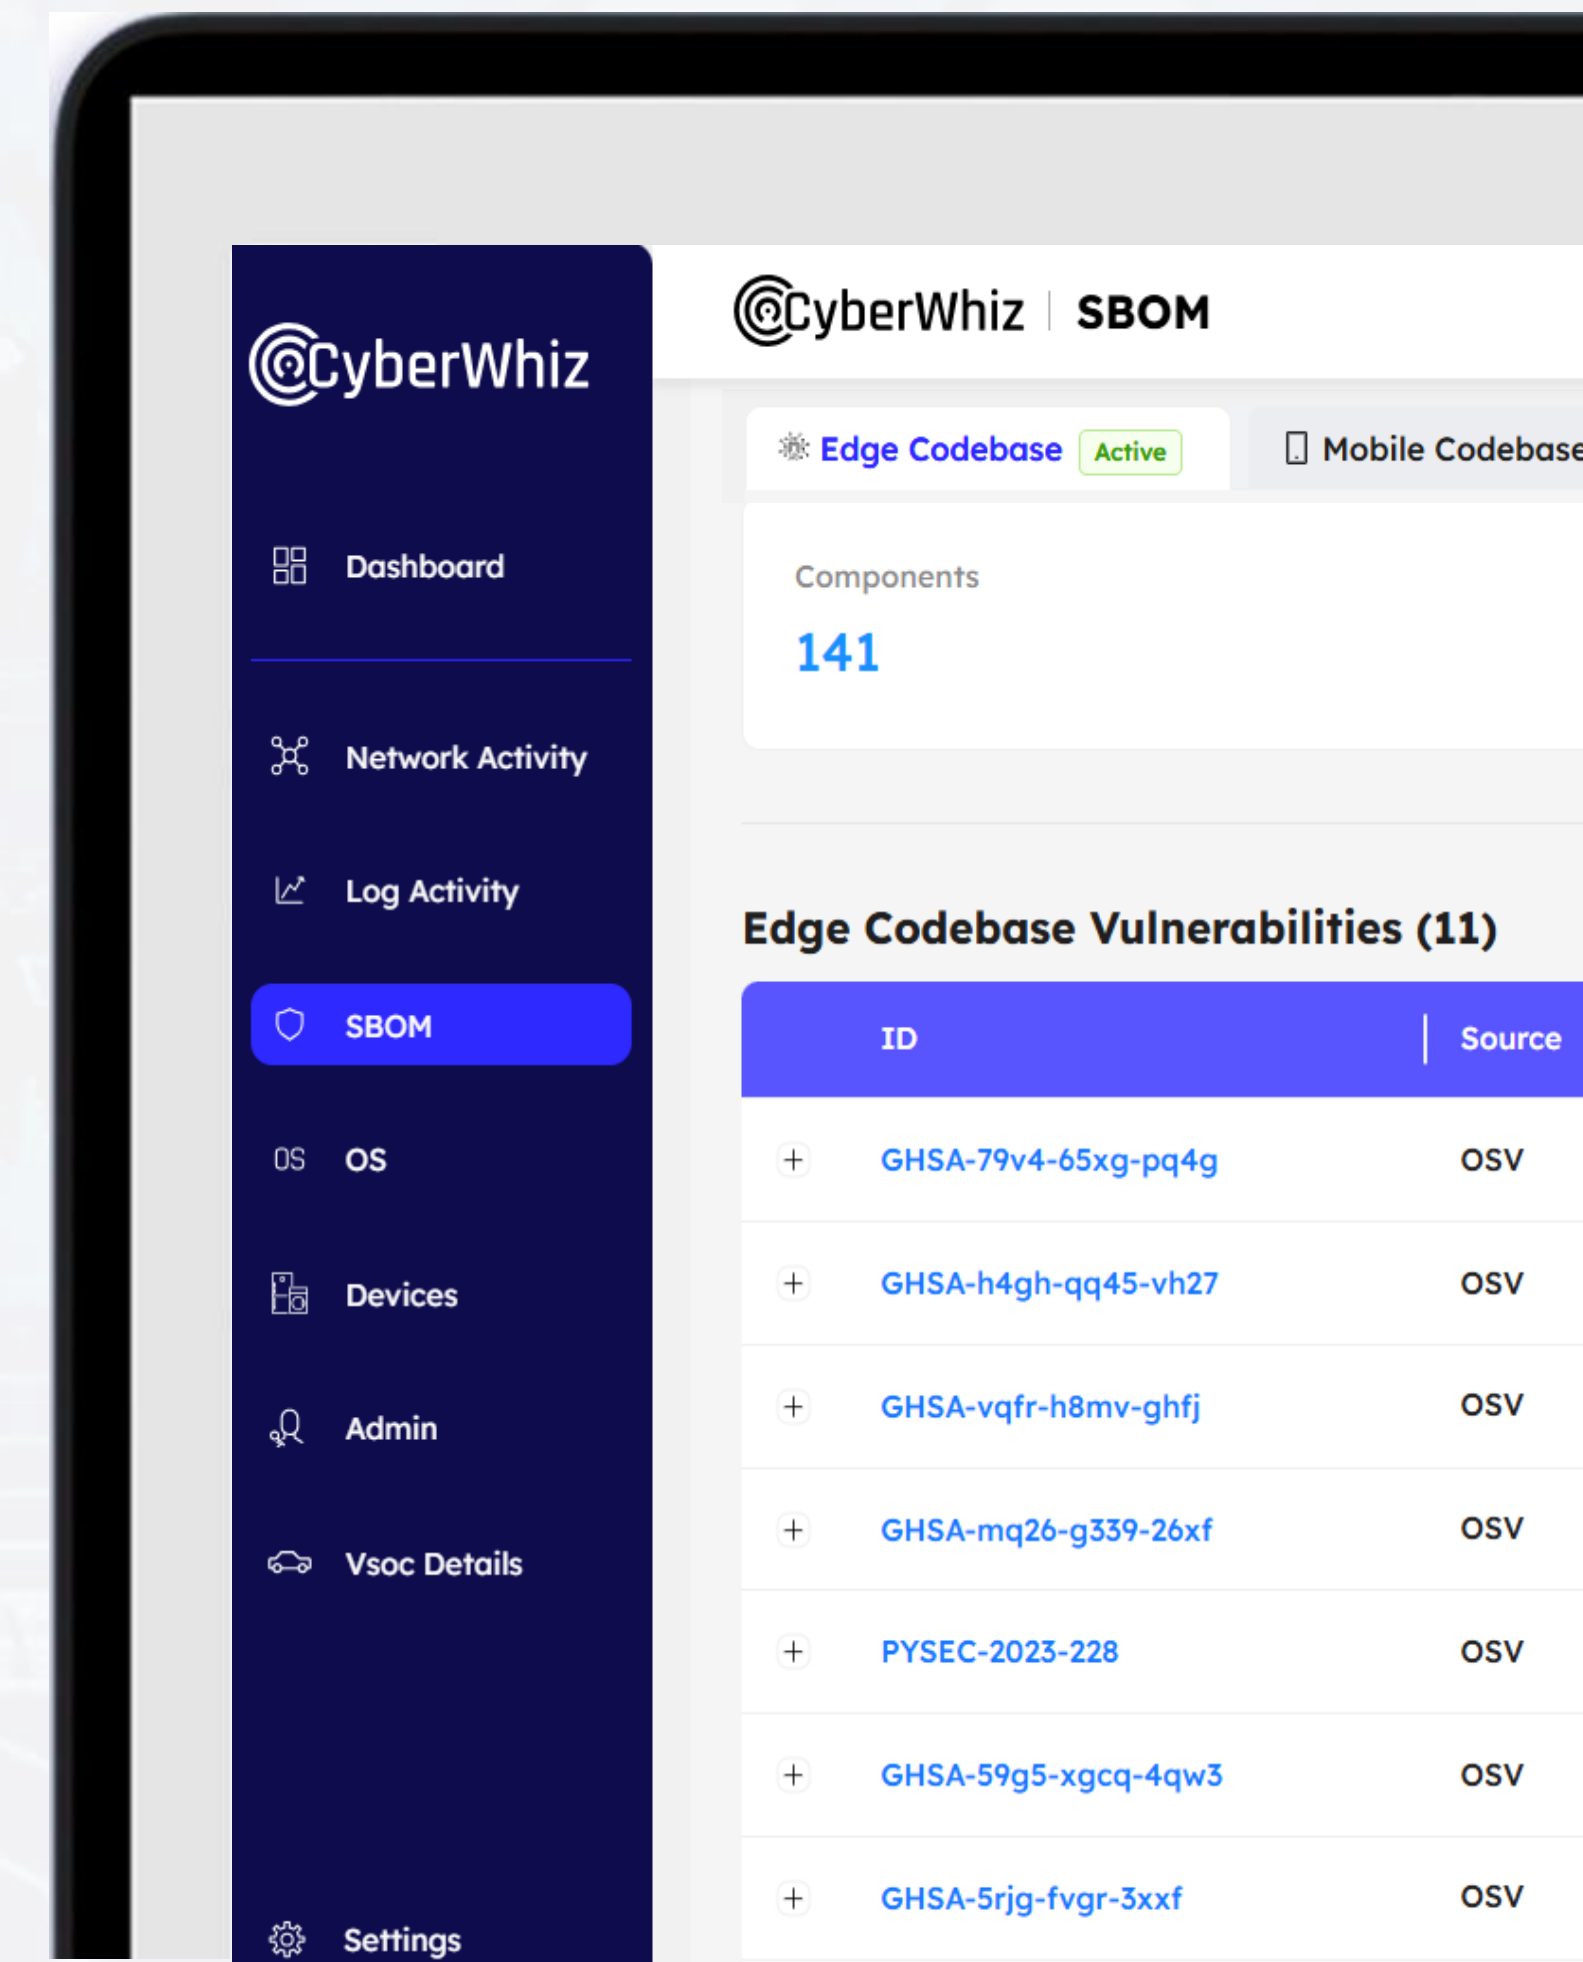 CyberWhiz
Dashboard
Network Activity
Log Activity
SBOM
OS OS
Devices
Admin
Vsoc Details
Settings
CyberWhiz | SBOM
Edge Codebase Active Mobile Codebase
Components
141
Edge Codebase Vulnerabilities (11)
ID Source
GHSA-79v4-65xg-pq4g OSV
GHSA-h4gh-qq45-vh27 OSV
GHSA-vqfr-h8mv-ghfj OSV
GHSA-mq26-g339-26xf OSV
PYSEC-2023-228 OSV
GHSA-59g5-xgcq-4qw3 OSV
GHSA-5rjg-fvgr-3xxf OSV